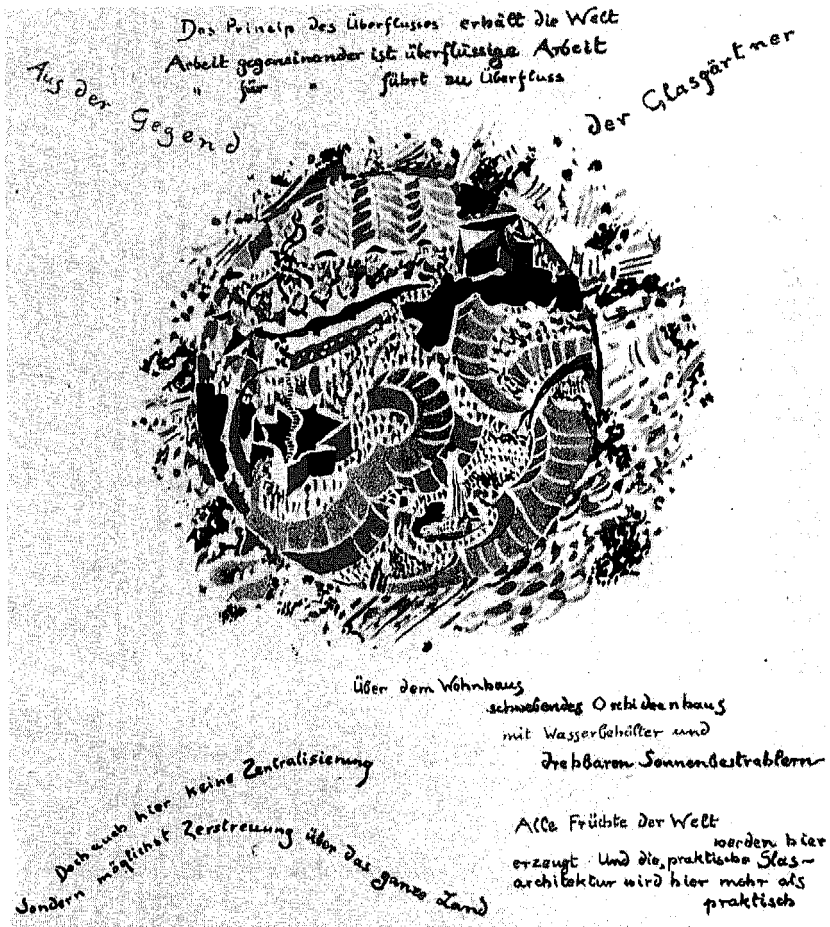 Das Prinzip des Überflusses erhält die Welt
Arbeit gegeneinander ist überflüssige Arbeit
" für " führt zu Überfluss
Aus der Gegend
der Glasgärtner
Über dem Wohnhaus
schwebendes Orchideenhaus
mit Wasserbehälter und
drehbaren Sonnenbestrahlern
Doch auch hier keine Zentralisierung
Sondern möglichst Zerstreuung über das ganze Land
Alle Früchte der Welt
werden hier
erzeugt Und die „praktische Glas-
architektur wird hier mehr als
praktisch